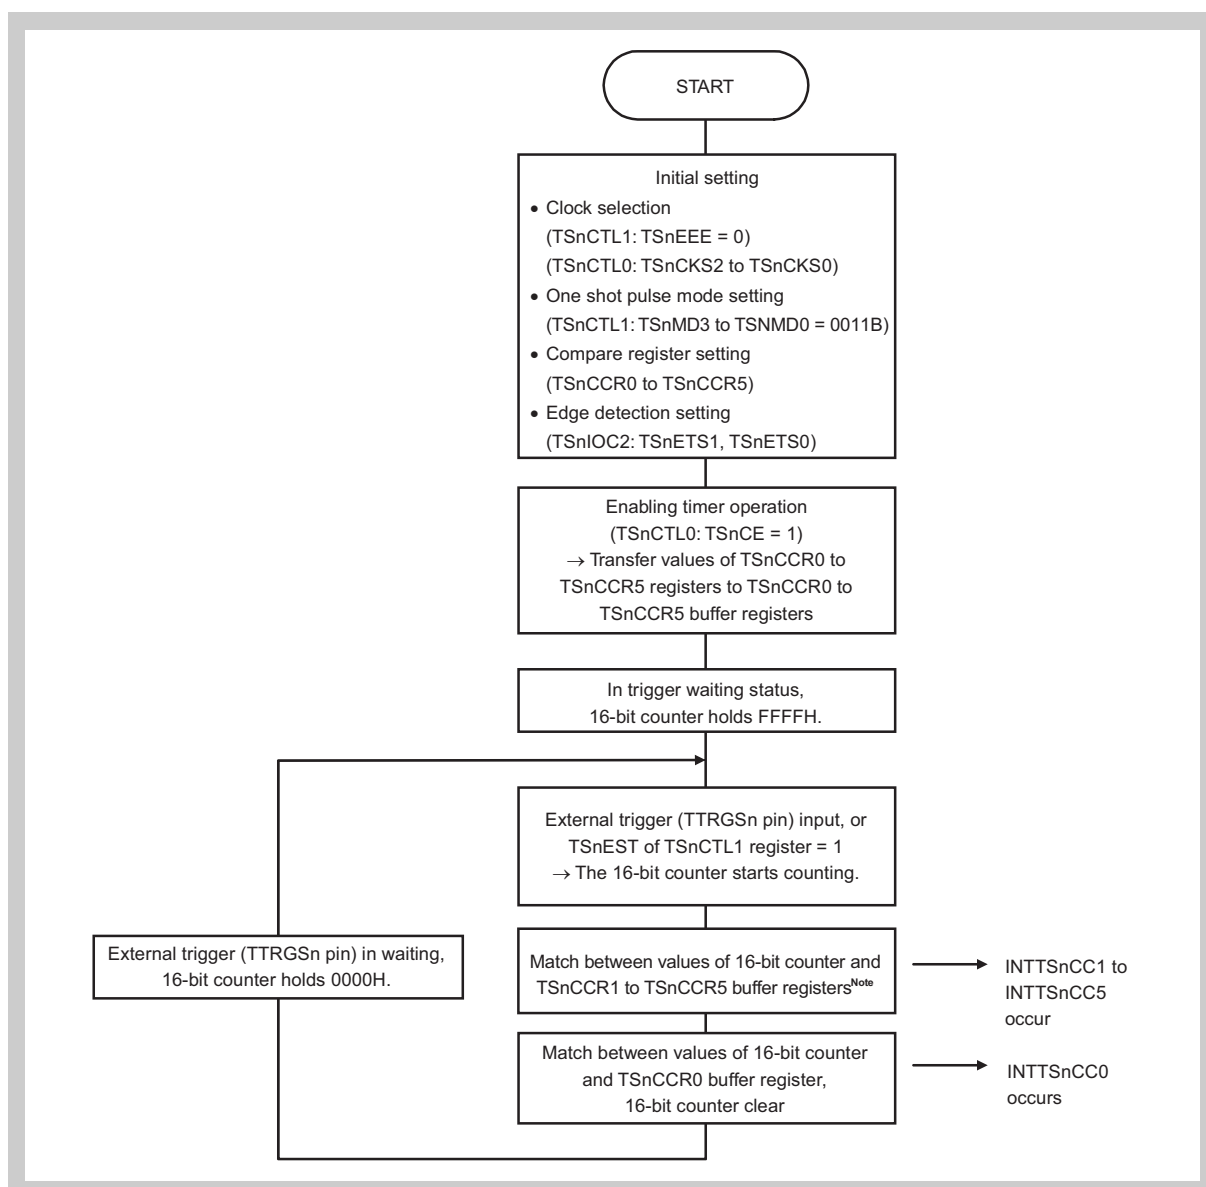 START
Initial setting
• Clock selection
(TSnCTL1: TSnEEE = 0)
(TSnCTL0: TSnCKS2 to TSnCKS0)
• One shot pulse mode setting
(TSnCTL1: TSnMD3 to TSNMD0 = 0011B)
• Compare register setting
(TSnCCR0 to TSnCCR5)
• Edge detection setting
(TSnIOC2: TSnETS1, TSnETS0)
Enabling timer operation
(TSnCTL0: TSnCE = 1)
→ Transfer values of TSnCCR0 to
TSnCCR5 registers to TSnCCR0 to
TSnCCR5 buffer registers
In trigger waiting status,
16-bit counter holds FFFFH.
External trigger (TTRGSn pin) input, or
TSnEST of TSnCTL1 register = 1
→ The 16-bit counter starts counting.
External trigger (TTRGSn pin) in waiting,
16-bit counter holds 0000H.
Match between values of 16-bit counter and
TSnCCR1 to TSnCCR5 buffer registersNote
INTTSnCC1 to
INTTSnCC5
occur
Match between values of 16-bit counter
and TSnCCR0 buffer register,
16-bit counter clear
INTTSnCC0
occurs